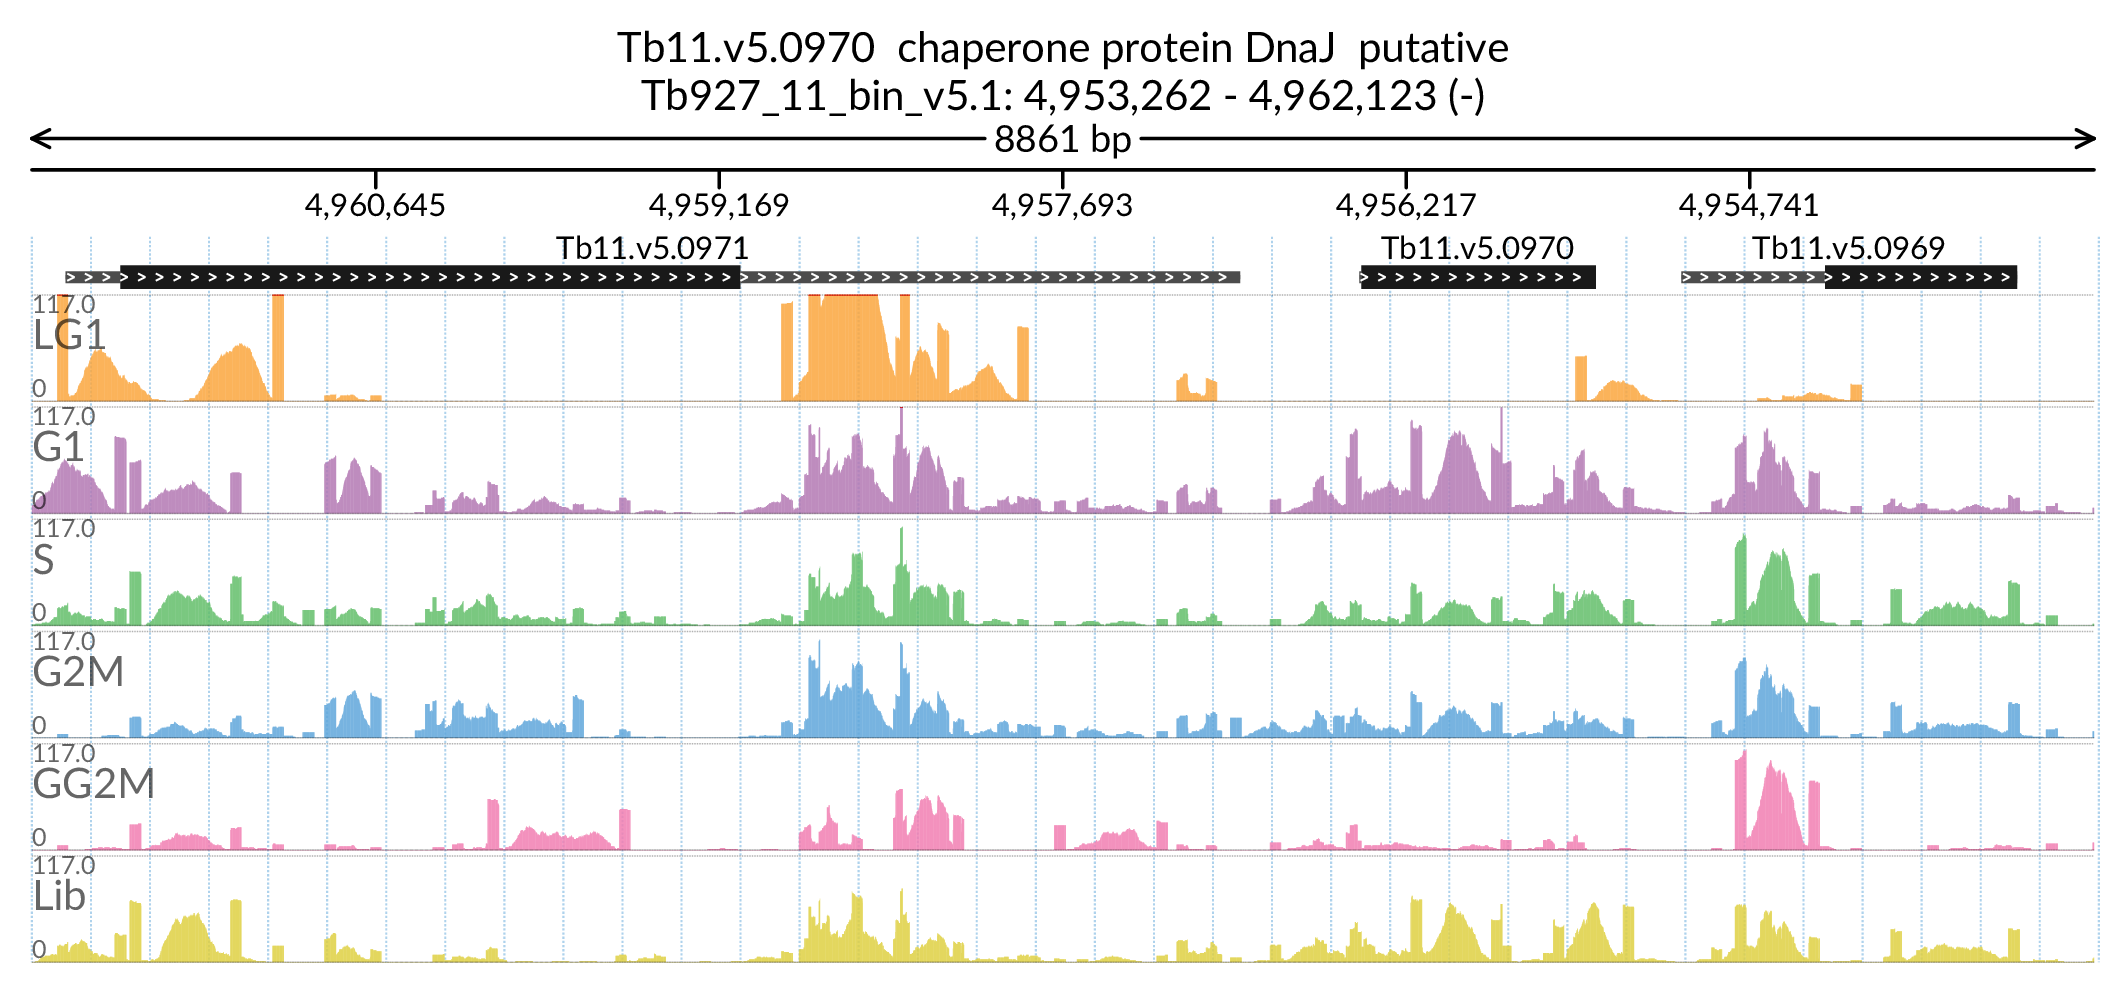 Tb11.v5.0970 chaperone protein DnaJ putative
Tb927_11_bin_v5.1: 4,953,262 - 4,962,123 (-)
8861 bp
4,960,645 4,959,169 4,957,693 4,956,217 4,954,741
Tb11.v5.0971 Tb11.v5.0970 Tb11.v5.0969
117.0
LG1
0
117.0
G1
0
117.0
S
0
117.0
G2M
0
117.0
GG2M
0
117.0
Lib
0